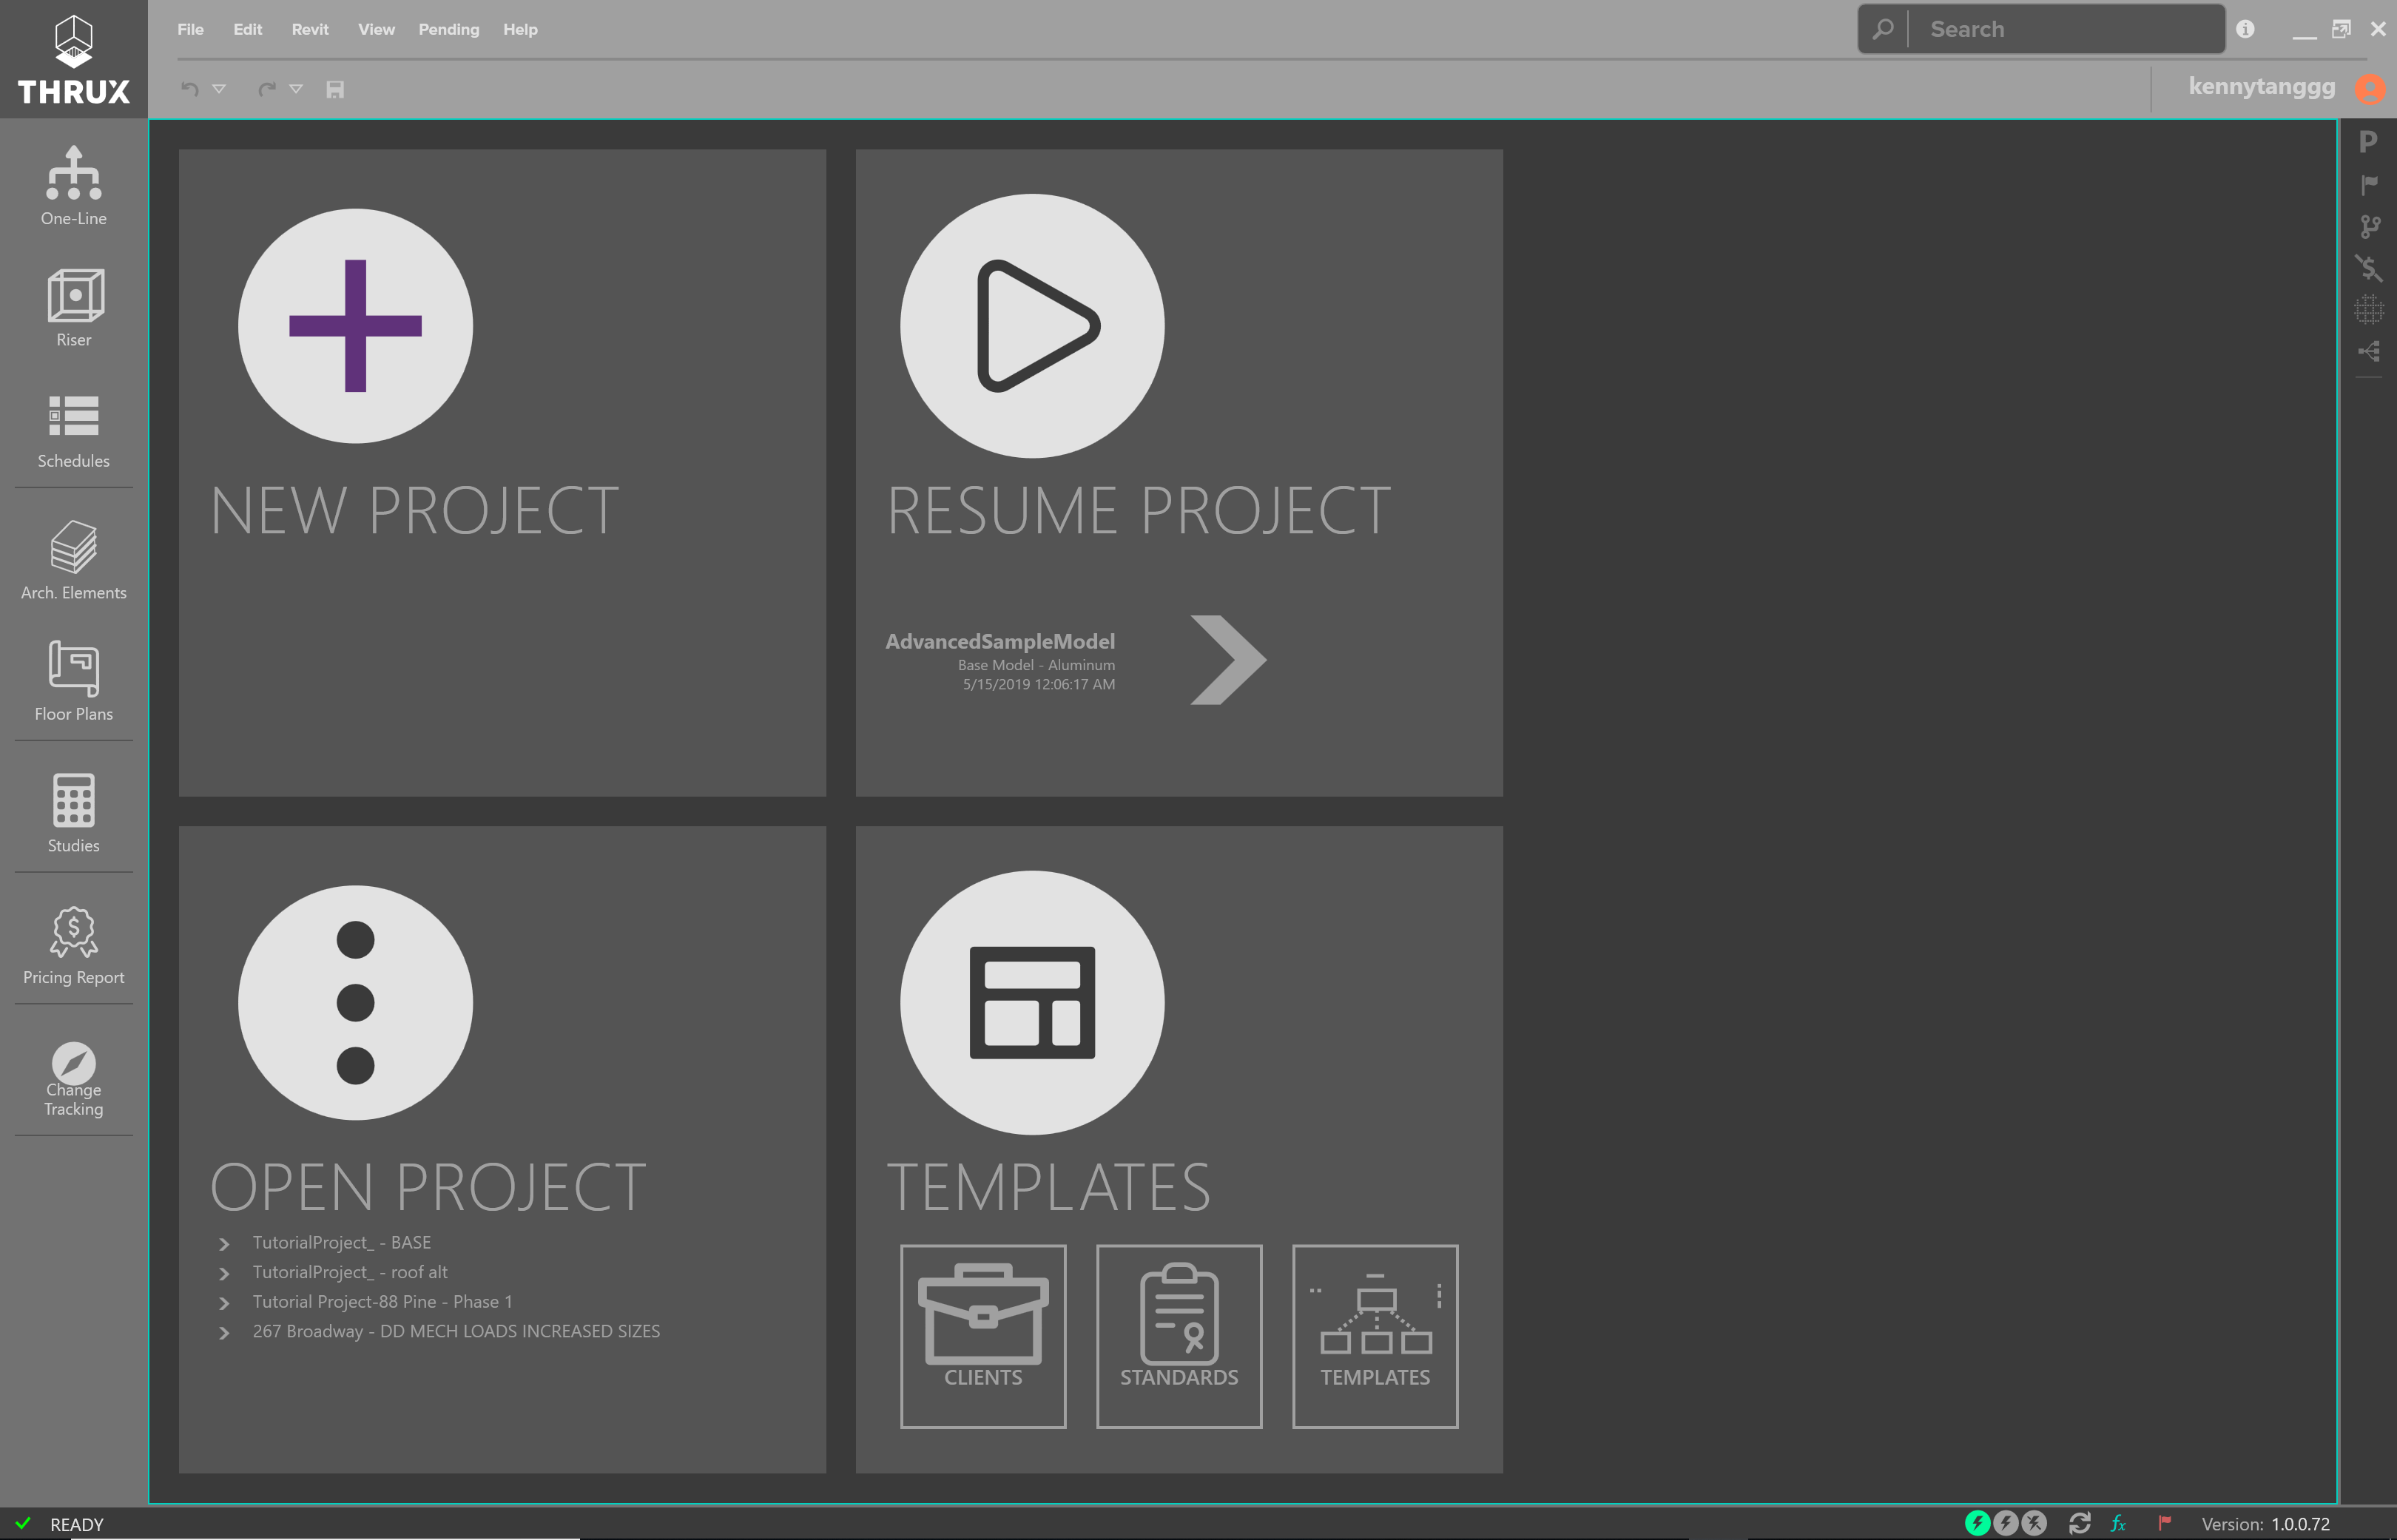 THRUX
File Edit Revit View Pending Help
Search
kennytanggg
P
One-Line
Riser
Schedules
Arch. Elements
Floor Plans
Studies
Pricing Report
Change
Tracking
NEW PROJECT
RESUME PROJECT
AdvancedSampleModel
Base Model - Aluminum
5/15/2019 12:06:17 AM
OPEN PROJECT
TutorialProject_ - BASE
TutorialProject_ - roof alt
Tutorial Project-88 Pine - Phase 1
267 Broadway - DD MECH LOADS INCREASED SIZES
TEMPLATES
CLIENTS STANDARDS TEMPLATES
READY
fx
Version: 1.0.0.72